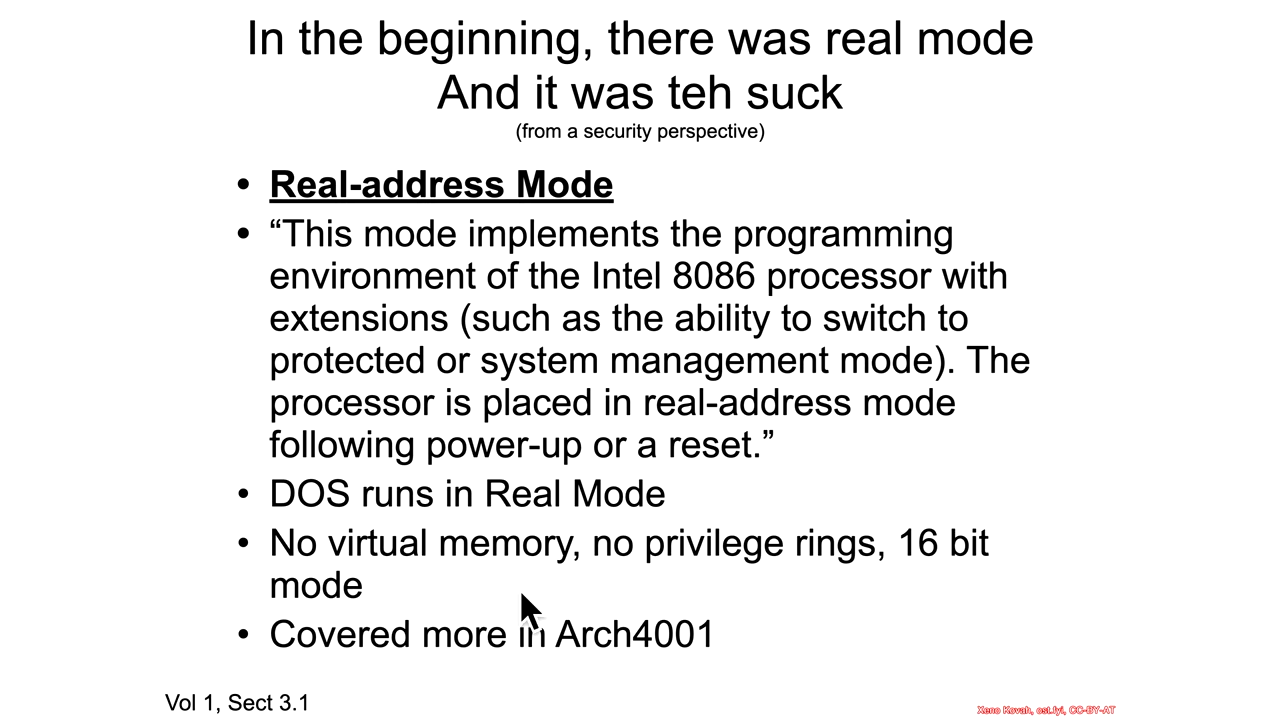 In the beginning, there was real mode
And it was teh suck
(from a security perspective)
• Real-address Mode
• “This mode implements the programming
environment of the Intel 8086 processor with
extensions (such as the ability to switch to
protected or system management mode). The
processor is placed in real-address mode
following power-up or a reset.”
• DOS runs in Real Mode
• No virtual memory, no privilege rings, 16 bit
mode
• Covered more in Arch4001
Vol 1, Sect 3.1
Xeno Kovah, ost.fyi, CC-BY-AT